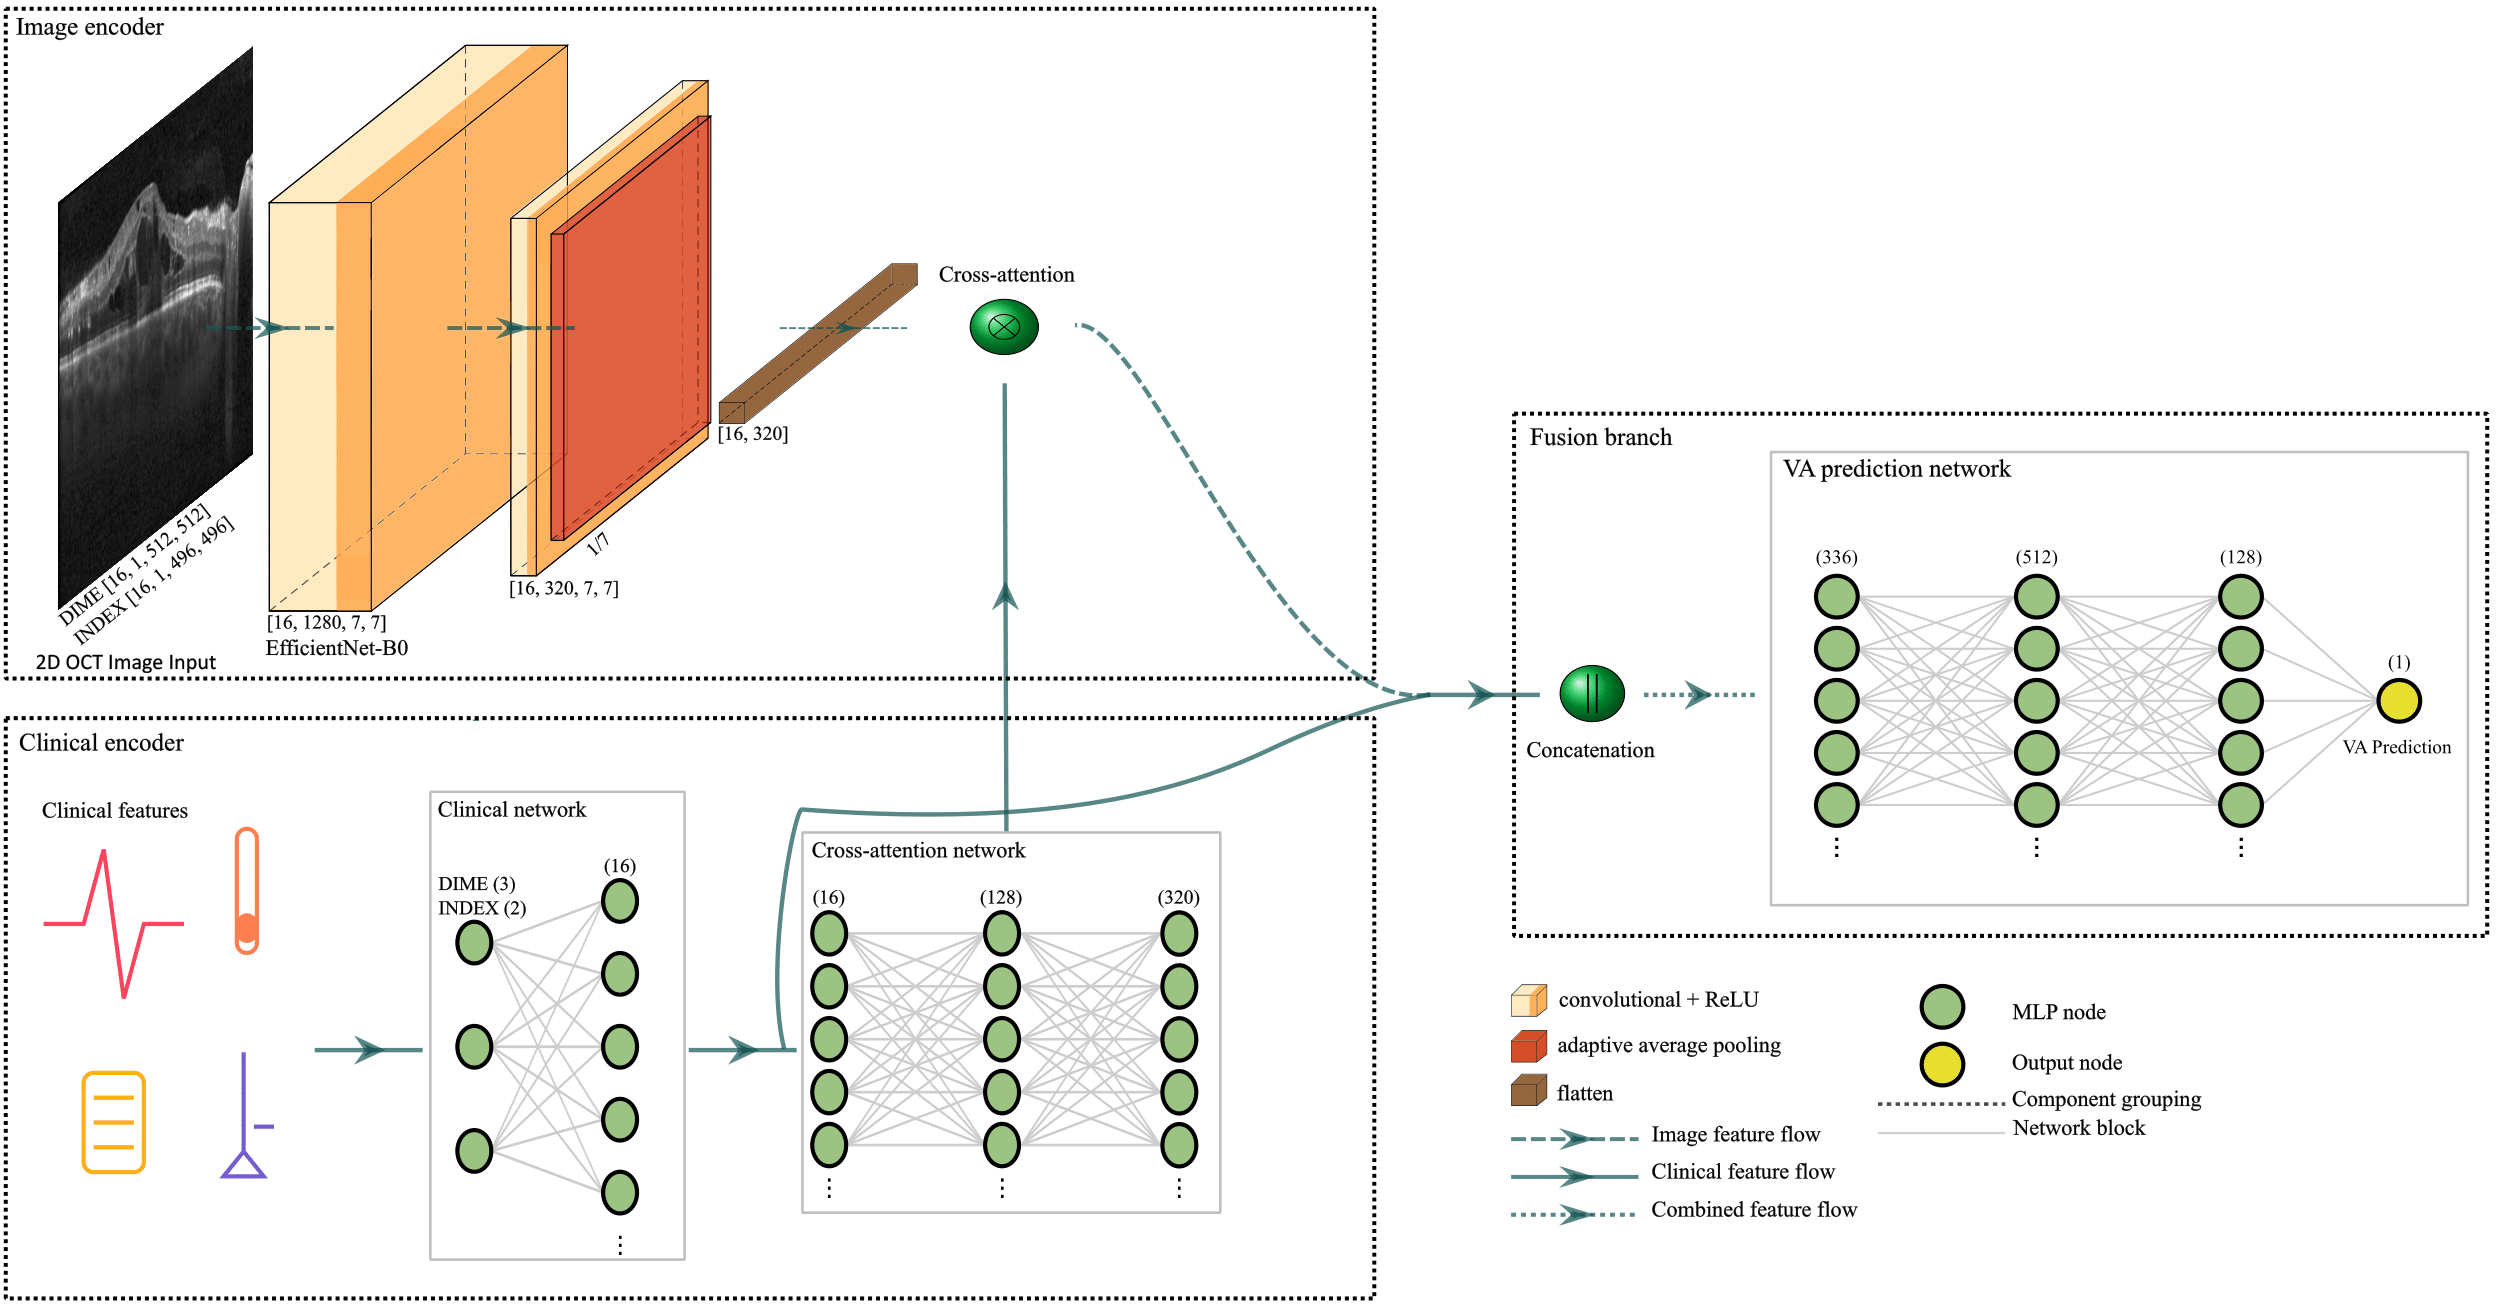 Image encoder
Cross-attention
[16, 320]
1/7
[16, 320, 7, 7]
DIME [16, 1, 512, 512]
INDEX [16, 1, 496, 496]
[16, 1280, 7, 7]
EfficientNet-B0
2D OCT Image Input
Clinical encoder
Clinical features
Clinical network
DIME (3)
INDEX (2)
(16)
Cross-attention network
(16)
(128)
(320)
Fusion branch
Concatenation
VA prediction network
(336)
(512)
(128)
(1)
VA Prediction
convolutional + ReLU
adaptive average pooling
flatten
Image feature flow
Clinical feature flow
Combined feature flow
MLP node
Output node
Component grouping
Network block